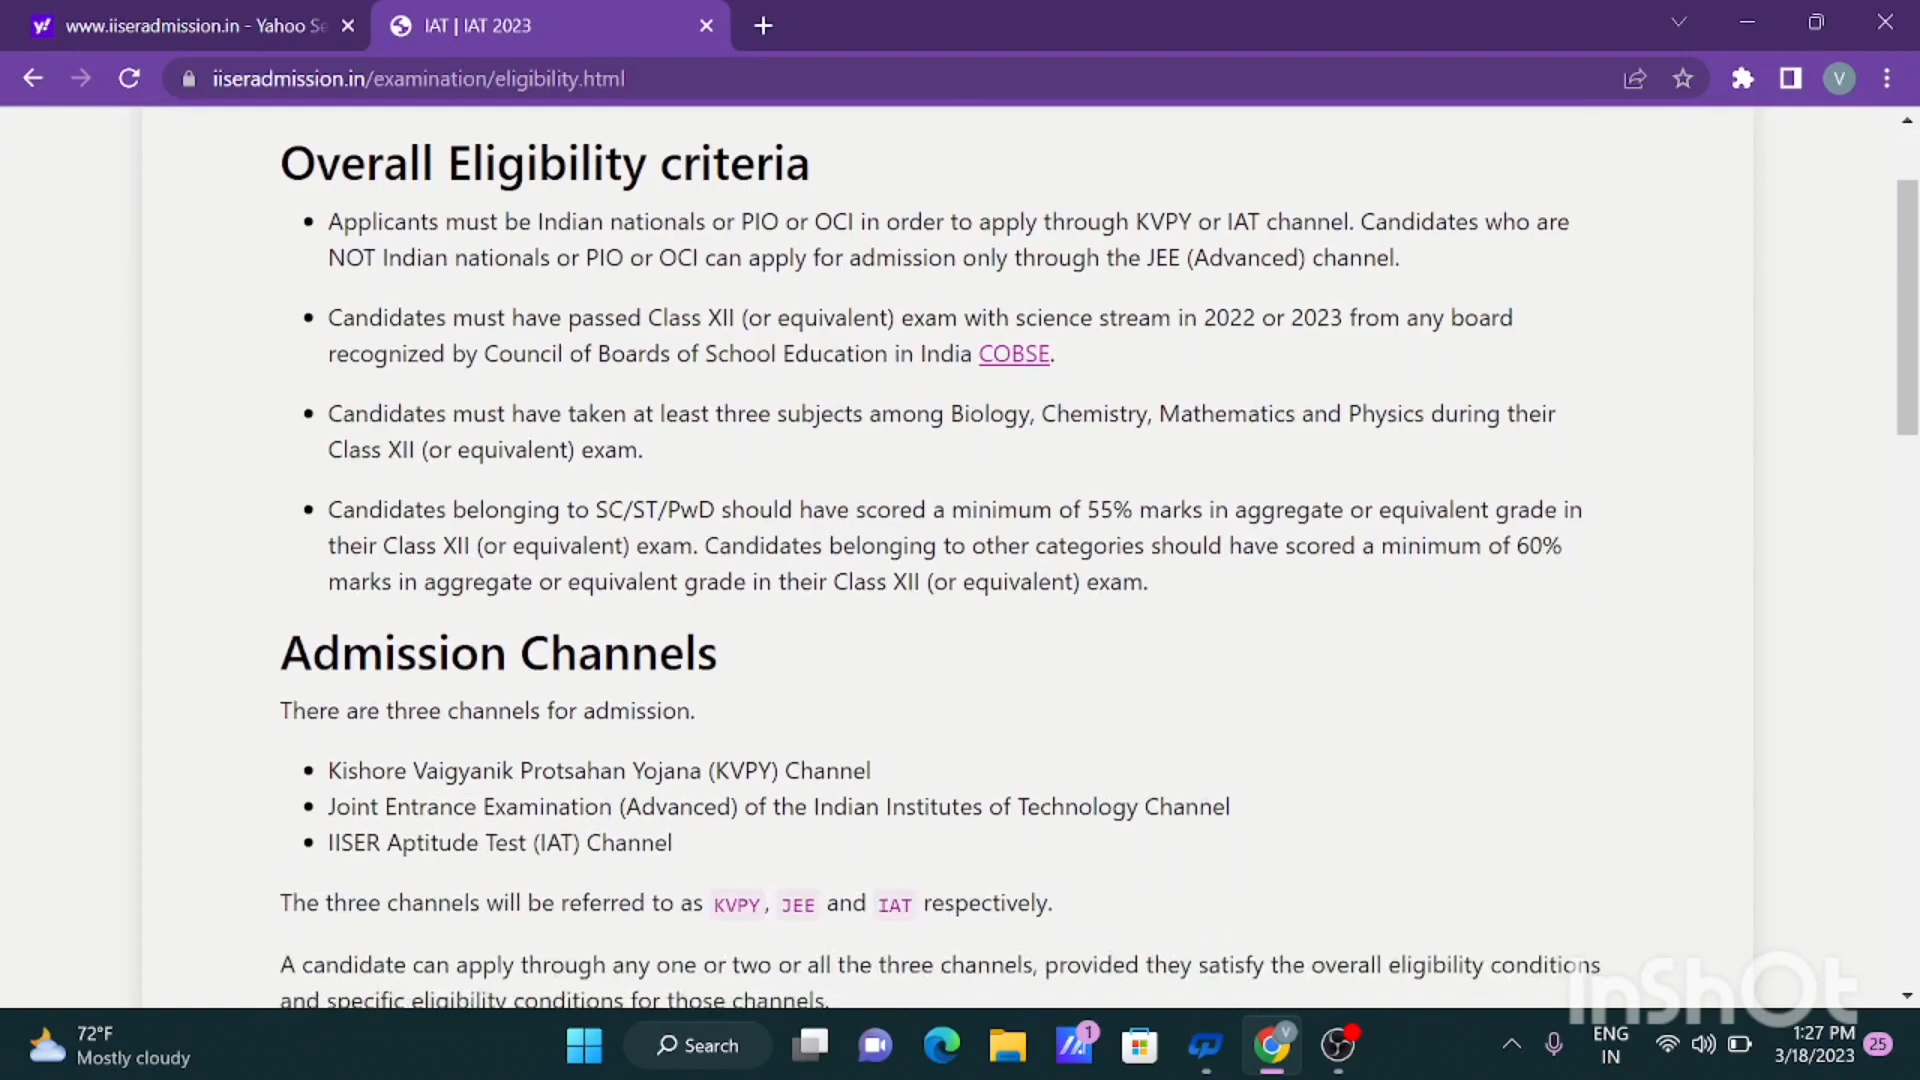 www.iiseradmission.in - Yahoo Se
IAT | IAT 2023
iiseradmission.in/examination/eligibility.html
V
Overall Eligibility criteria
Applicants must be Indian nationals or PIO or OCI in order to apply through KVPY or IAT channel. Candidates who are
NOT Indian nationals or PIO or OCI can apply for admission only through the JEE (Advanced) channel.
Candidates must have passed Class XII (or equivalent) exam with science stream in 2022 or 2023 from any board
recognized by Council of Boards of School Education in India COBSE.
Candidates must have taken at least three subjects among Biology, Chemistry, Mathematics and Physics during their
Class XII (or equivalent) exam.
Candidates belonging to SC/ST/PwD should have scored a minimum of 55% marks in aggregate or equivalent grade in
their Class XII (or equivalent) exam. Candidates belonging to other categories should have scored a minimum of 60%
marks in aggregate or equivalent grade in their Class XII (or equivalent) exam.
Admission Channels
There are three channels for admission.
Kishore Vaigyanik Protsahan Yojana (KVPY) Channel
Joint Entrance Examination (Advanced) of the Indian Institutes of Technology Channel
IISER Aptitude Test (IAT) Channel
The three channels will be referred to as KVPY, JEE and IAT respectively.
A candidate can apply through any one or two or all the three channels, provided they satisfy the overall eligibility conditions
and specific eligibility conditions for those channels.
InShOt
72°F
Mostly cloudy
Search
1
V
ENG
IN
1:27 PM
3/18/2023
25